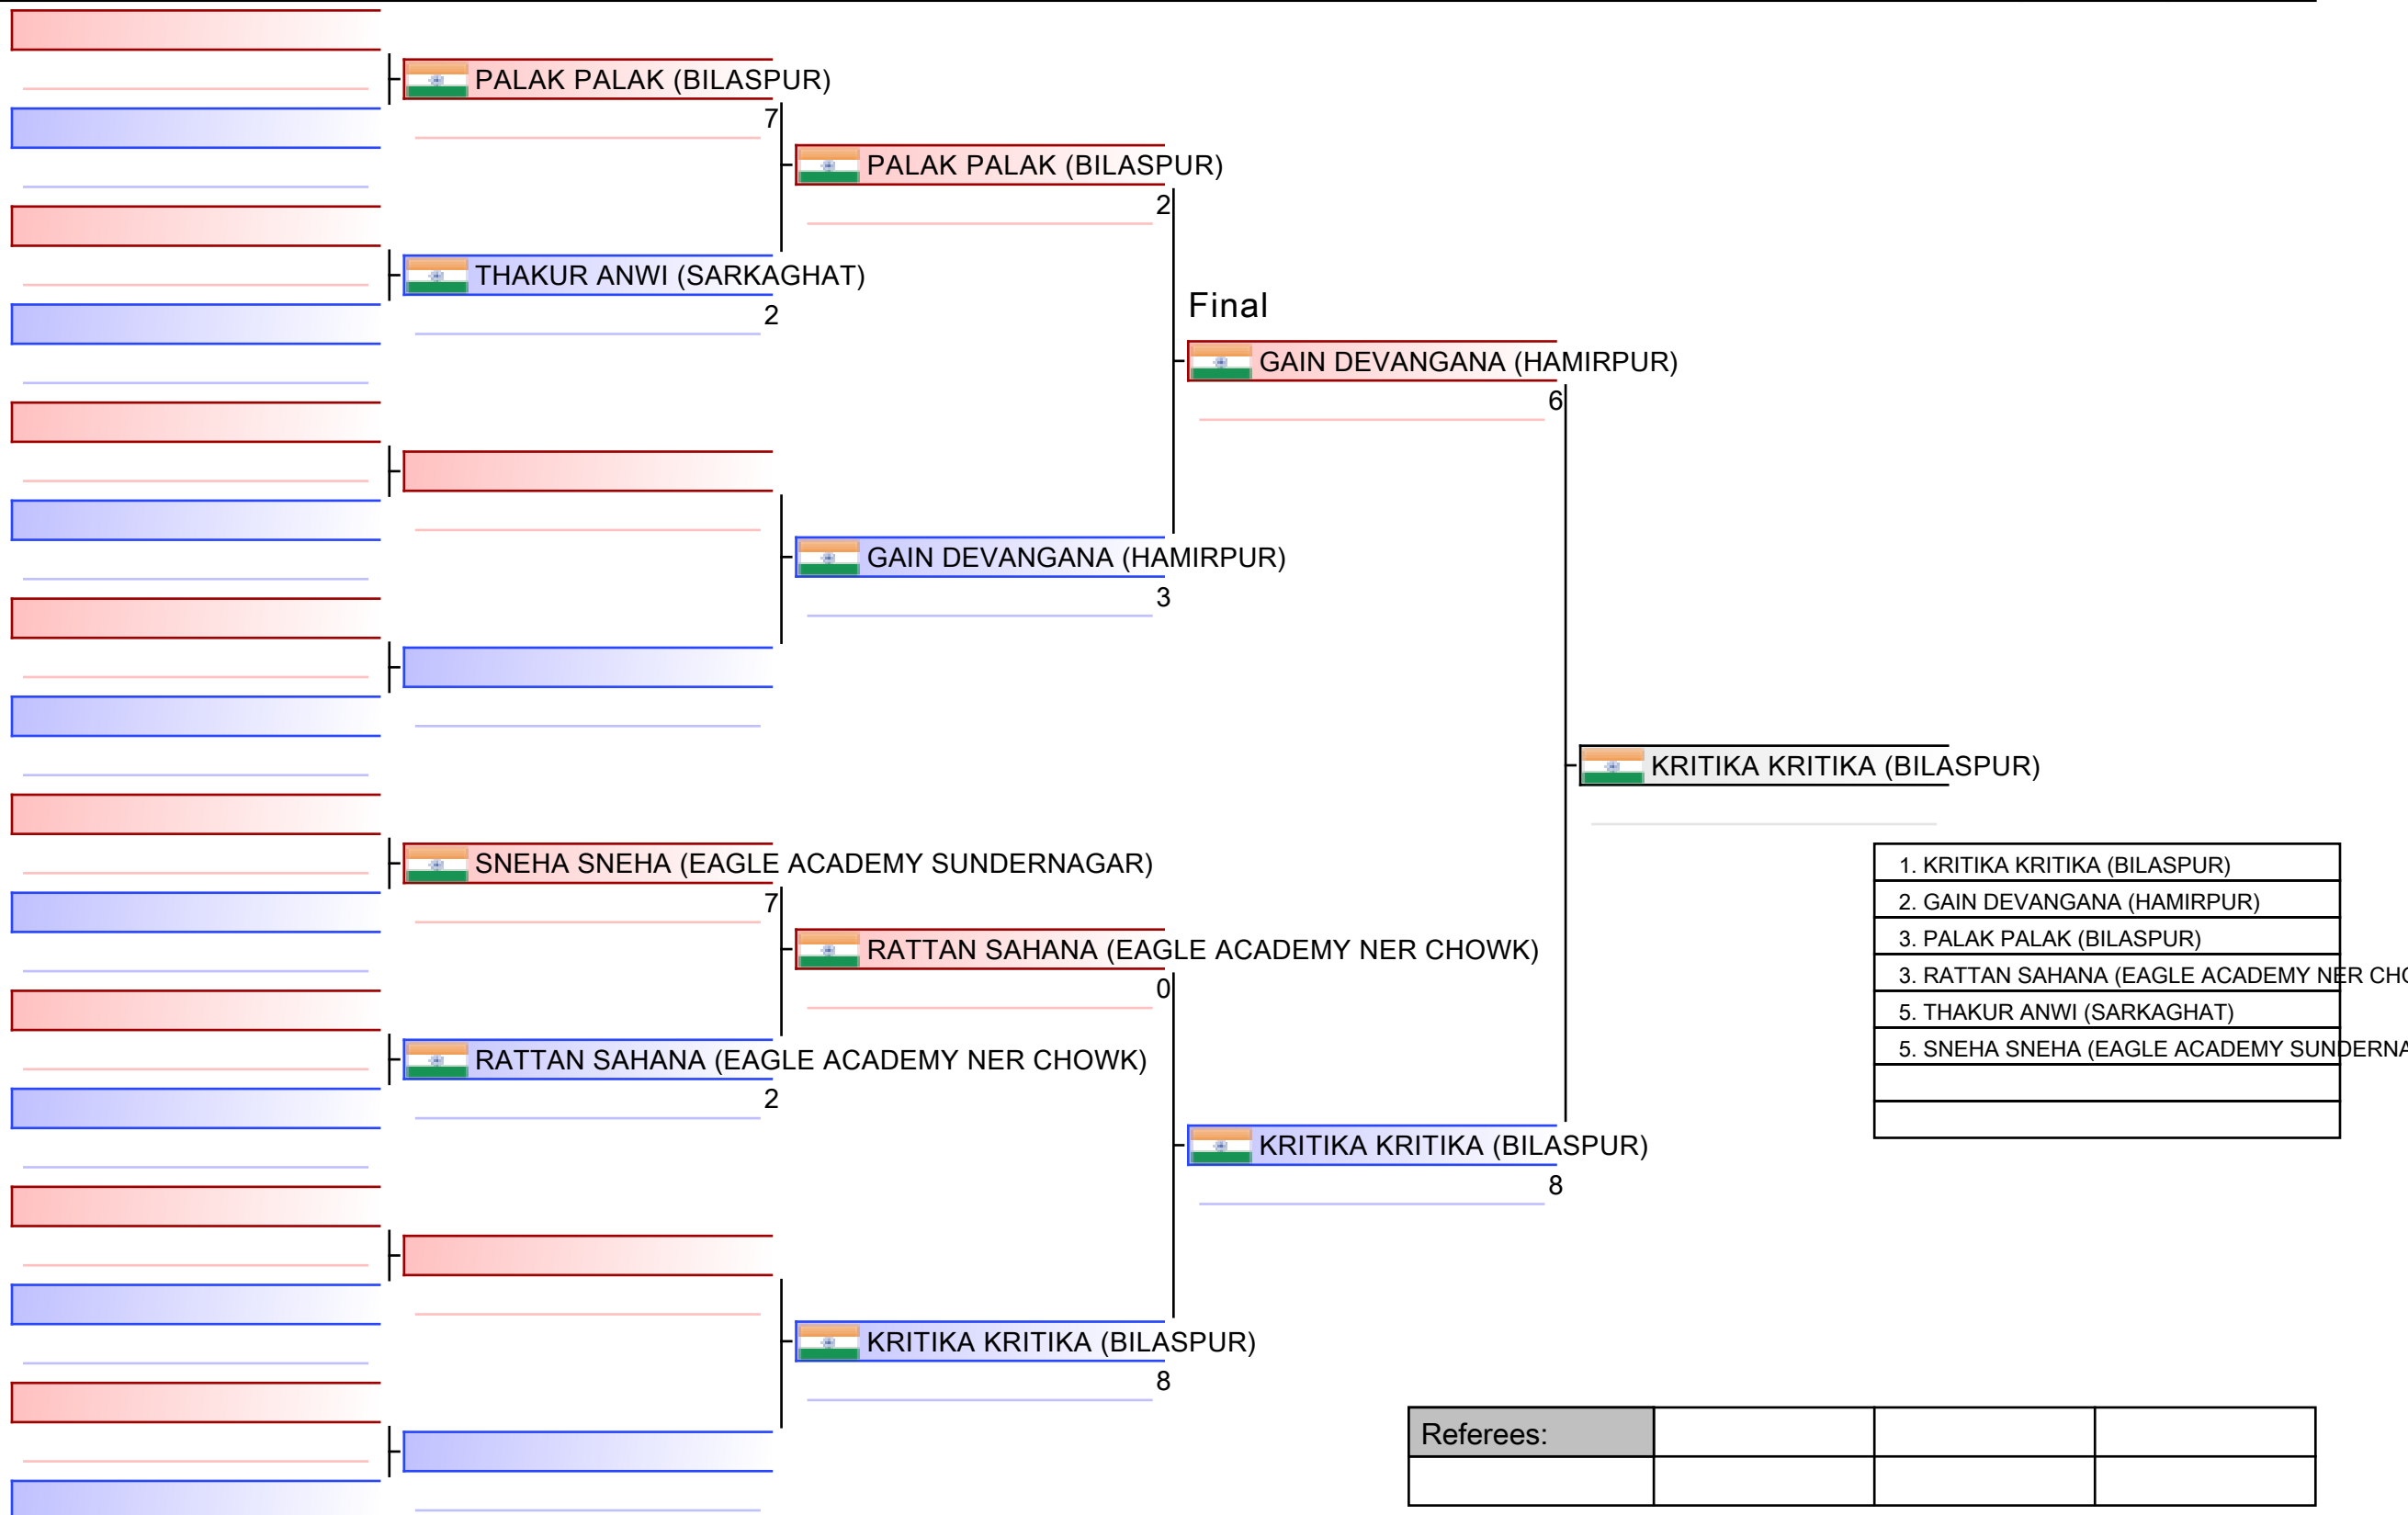 PALAK PALAK (BILASPUR)
7
PALAK PALAK (BILASPUR)
2
THAKUR ANWI (SARKAGHAT)
2
Final
GAIN DEVANGANA (HAMIRPUR)
6
GAIN DEVANGANA (HAMIRPUR)
3
KRITIKA KRITIKA (BILASPUR)
SNEHA SNEHA (EAGLE ACADEMY SUNDERNAGAR)
7
RATTAN SAHANA (EAGLE ACADEMY NER CHOWK)
0
RATTAN SAHANA (EAGLE ACADEMY NER CHOWK)
2
KRITIKA KRITIKA (BILASPUR)
8
KRITIKA KRITIKA (BILASPUR)
8
1. KRITIKA KRITIKA (BILASPUR)
2. GAIN DEVANGANA (HAMIRPUR)
3. PALAK PALAK (BILASPUR)
3. RATTAN SAHANA (EAGLE ACADEMY NER CHO
5. THAKUR ANWI (SARKAGHAT)
5. SNEHA SNEHA (EAGLE ACADEMY SUNDERNA
Referees: